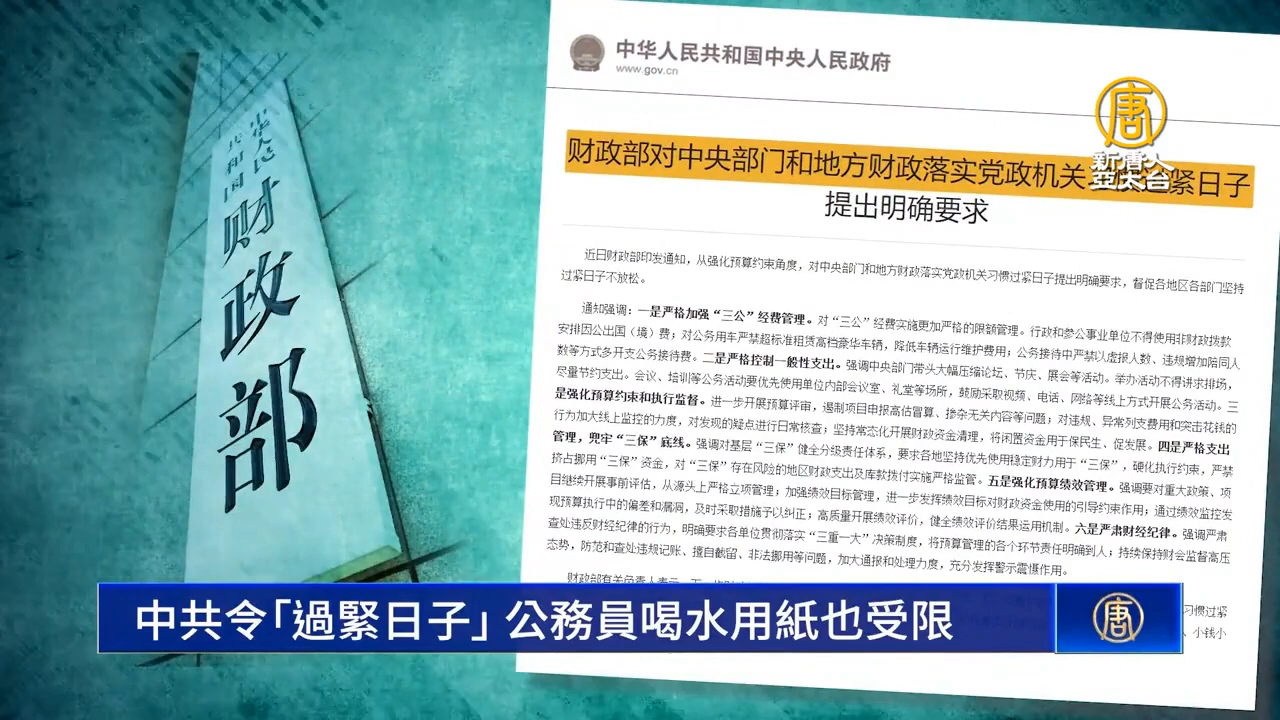 中华人民
共和国
财政部
中华人民共和国中央人民政府
www.gov.cn
唐
新唐人
亞太台
财政部对中央部门和地方财政落实党政机关习惯过紧日子
提出明确要求
近日财政部印发通知，从强化预算约束角度，对中央部门和地方财政落实党政机关习惯过紧日子提出明确要求，督促各地区各部门坚持
过紧日子不放松。
通知强调：一是严格加强“三公”经费管理。对“三公”经费实施更加严格的限额管理。行政和参公事业单位不得使用非财政拨款
安排因公出国（境）费；对公务用车严禁超标准租赁高档豪华车辆，降低车辆运行维护费用；公务接待中严禁以虚报人数、违规增加陪同人
数等方式多开支公务接待费。二是严格控制一般性支出。强调中央部门带头大幅压缩论坛、节庆、展会等活动。举办活动不得讲求排场，
尽量节约支出。会议、培训等公务活动要优先使用单位内部会议室、礼堂等场所，鼓励采取视频、电话、网络等线上方式开展公务活动。三
是强化预算约束和执行监督。进一步开展预算评审，遏制项目申报高估冒算、掺杂无关内容等问题；对违规、异常列支费用和突击花钱的
行为加大线上监控的力度，对发现的疑点进行日常核查；坚持常态化开展财政资金清理，将闲置资金用于保民生、促发展。四是严格支出
管理，兜牢“三保”底线。强调对基层“三保”健全分级责任体系，要求各地坚持优先使用稳定财力用于“三保”，硬化执行约束，严禁
挤占挪用“三保”资金，对“三保”存在风险的地区财政支出及库款拨付实施严格监管。五是强化预算绩效管理。强调要对重大政策、项
目继续开展事前评估，从源头上严格立项管理；加强绩效目标管理，进一步发挥绩效目标对财政资金使用的引导约束作用；通过绩效监控发
现预算执行中的偏差和漏洞，及时采取措施予以纠正；高质量开展绩效评价，健全绩效评价结果运用机制。六是严肃财经纪律。强调严肃
查处违反财经纪律的行为，明确要求各单位贯彻落实“三重一大”决策制度，将预算管理的各个环节责任明确到人；持续保持财会监督高压
态势，防范和查处违规记账、擅自截留、非法挪用等问题，加大通报和处理力度，充分发挥警示震慑作用。
财政部有关负责人表示
习惯过紧
、小钱小
中共令「過緊日子」公務員喝水用紙也受限
唐